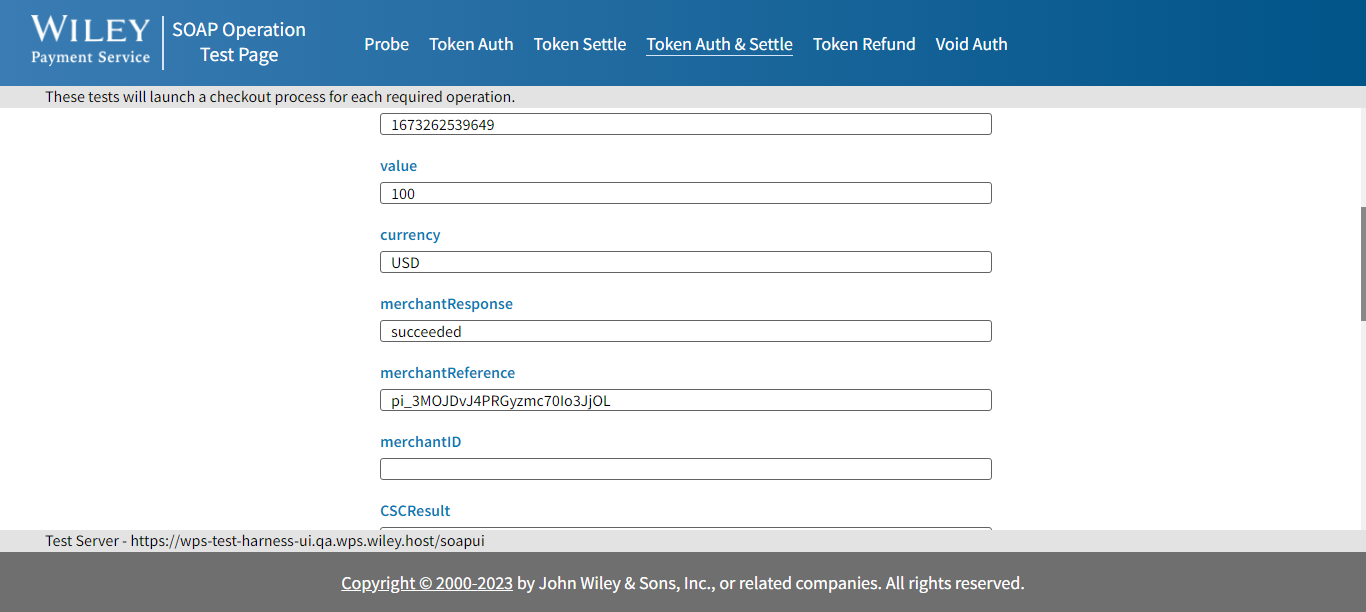 WILEY
Payment Service
SOAP Operation
Test Page
Probe Token Auth Token Settle Token Auth & Settle Token Refund Void Auth
These tests will launch a checkout process for each required operation.
1673262539649
value
100
currency
USD
merchantResponse
succeeded
merchantReference
pi_3MOJDvJ4PRGyzmc70Io3JjOL
merchantID
CSCResult
Test Server - https://wps-test-harness-ui.qa.wps.wiley.host/soapui
Copyright © 2000-2023 by John Wiley & Sons, Inc., or related companies. All rights reserved.